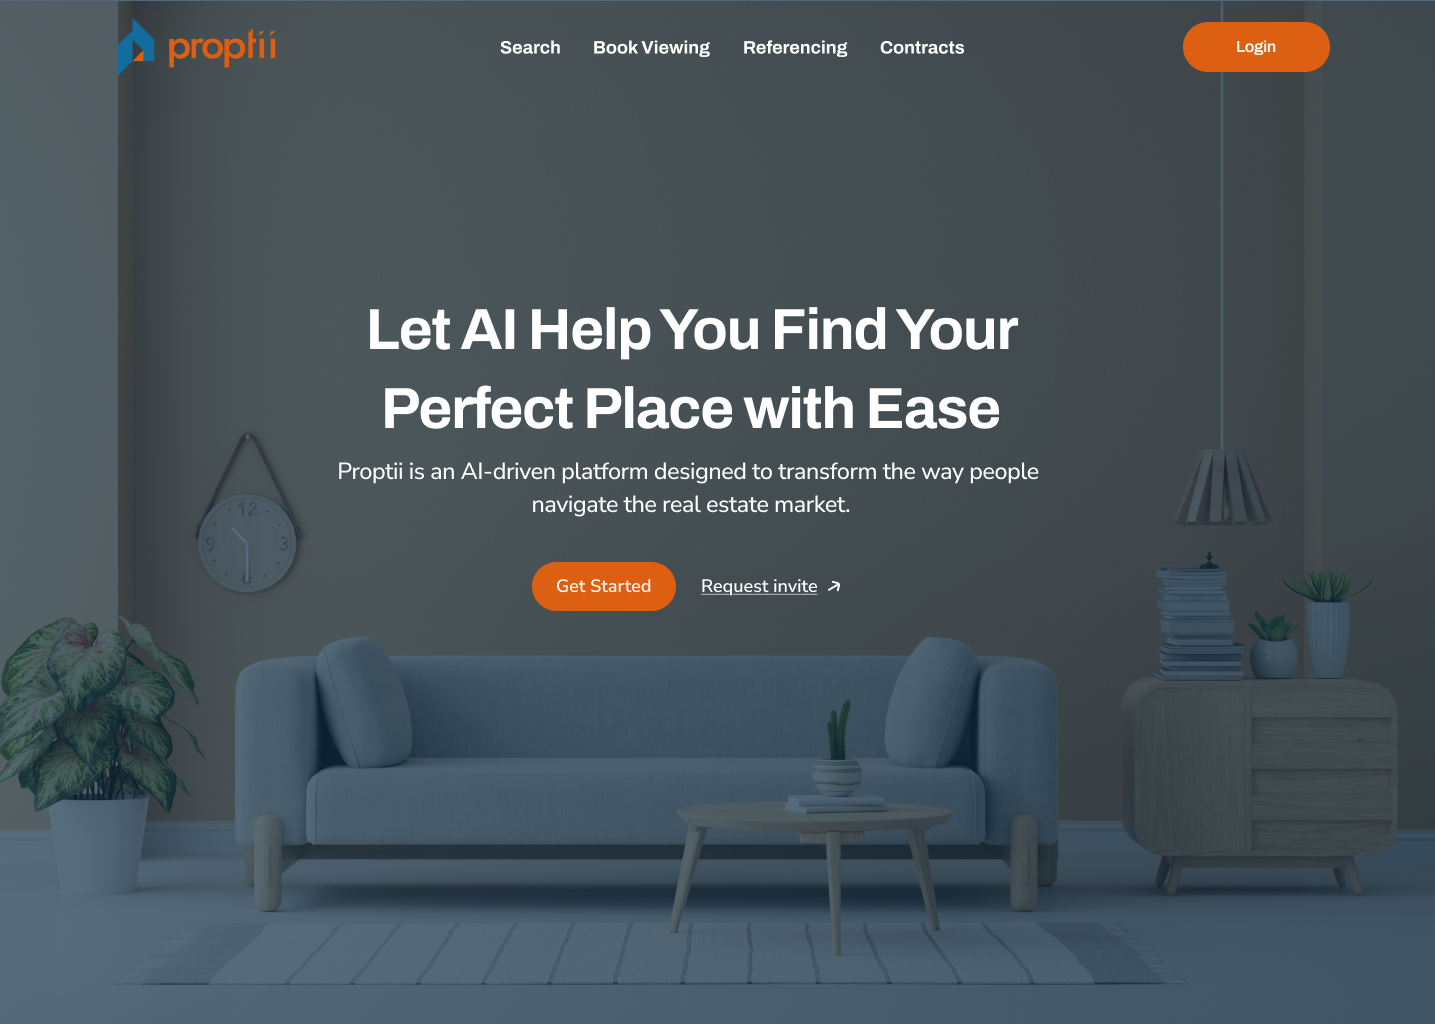 proptii
Search Book Viewing Referencing Contracts
Login
Let AI Help You Find Your
Perfect Place with Ease
Proptii is an AI-driven platform designed to transform the way people
navigate the real estate market.
Get Started Request invite
12
9 3